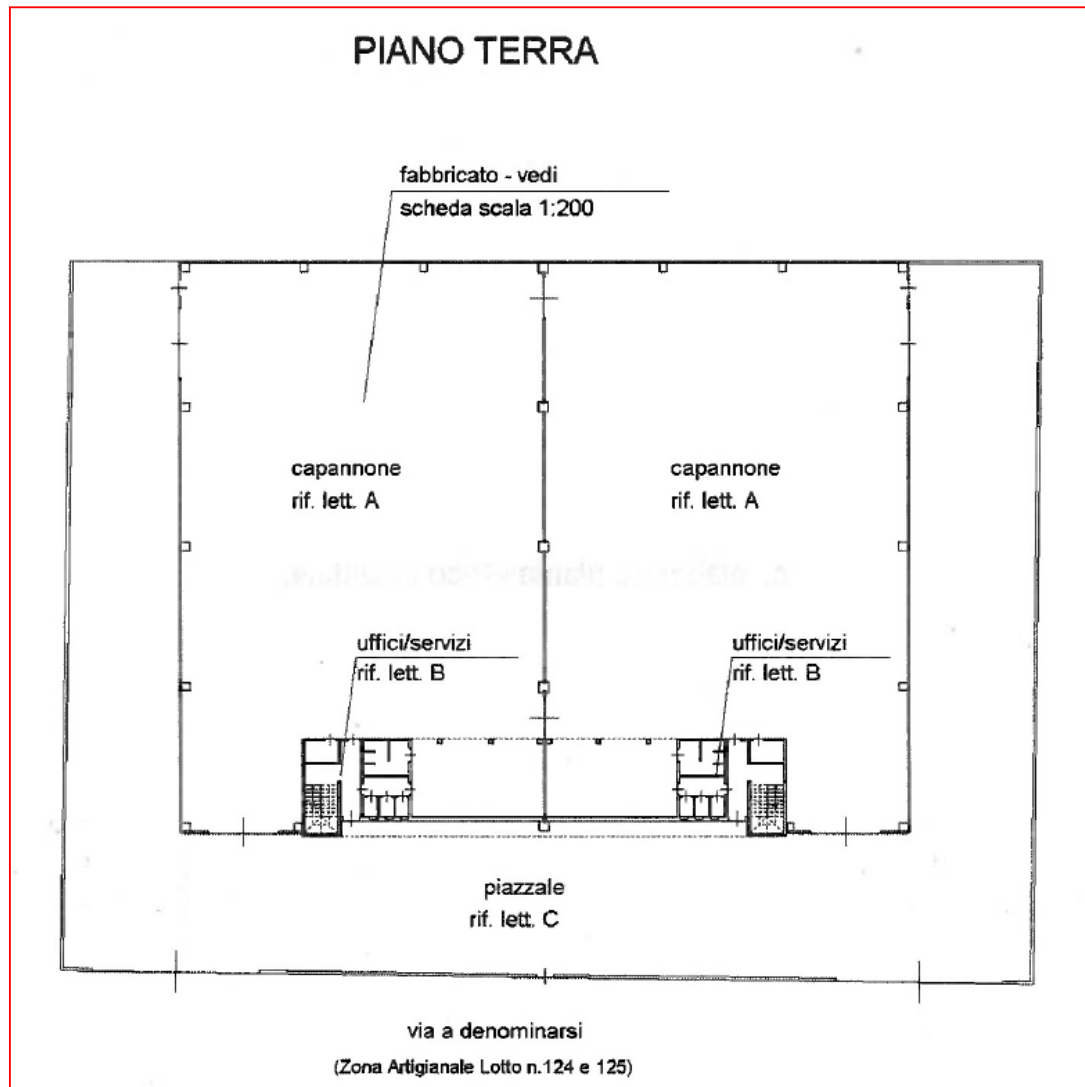 PIANO TERRA
fabbricato - vedi
scheda scala 1:200
capannone
rif. lett. A
capannone
rif. lett. A
uffici/servizi
rif. lett. B
uffici/servizi
rif. lett. B
piazzale
rif. lett. C
via a denominarsi
(Zona Artigianale Lotto n.124 e 125)